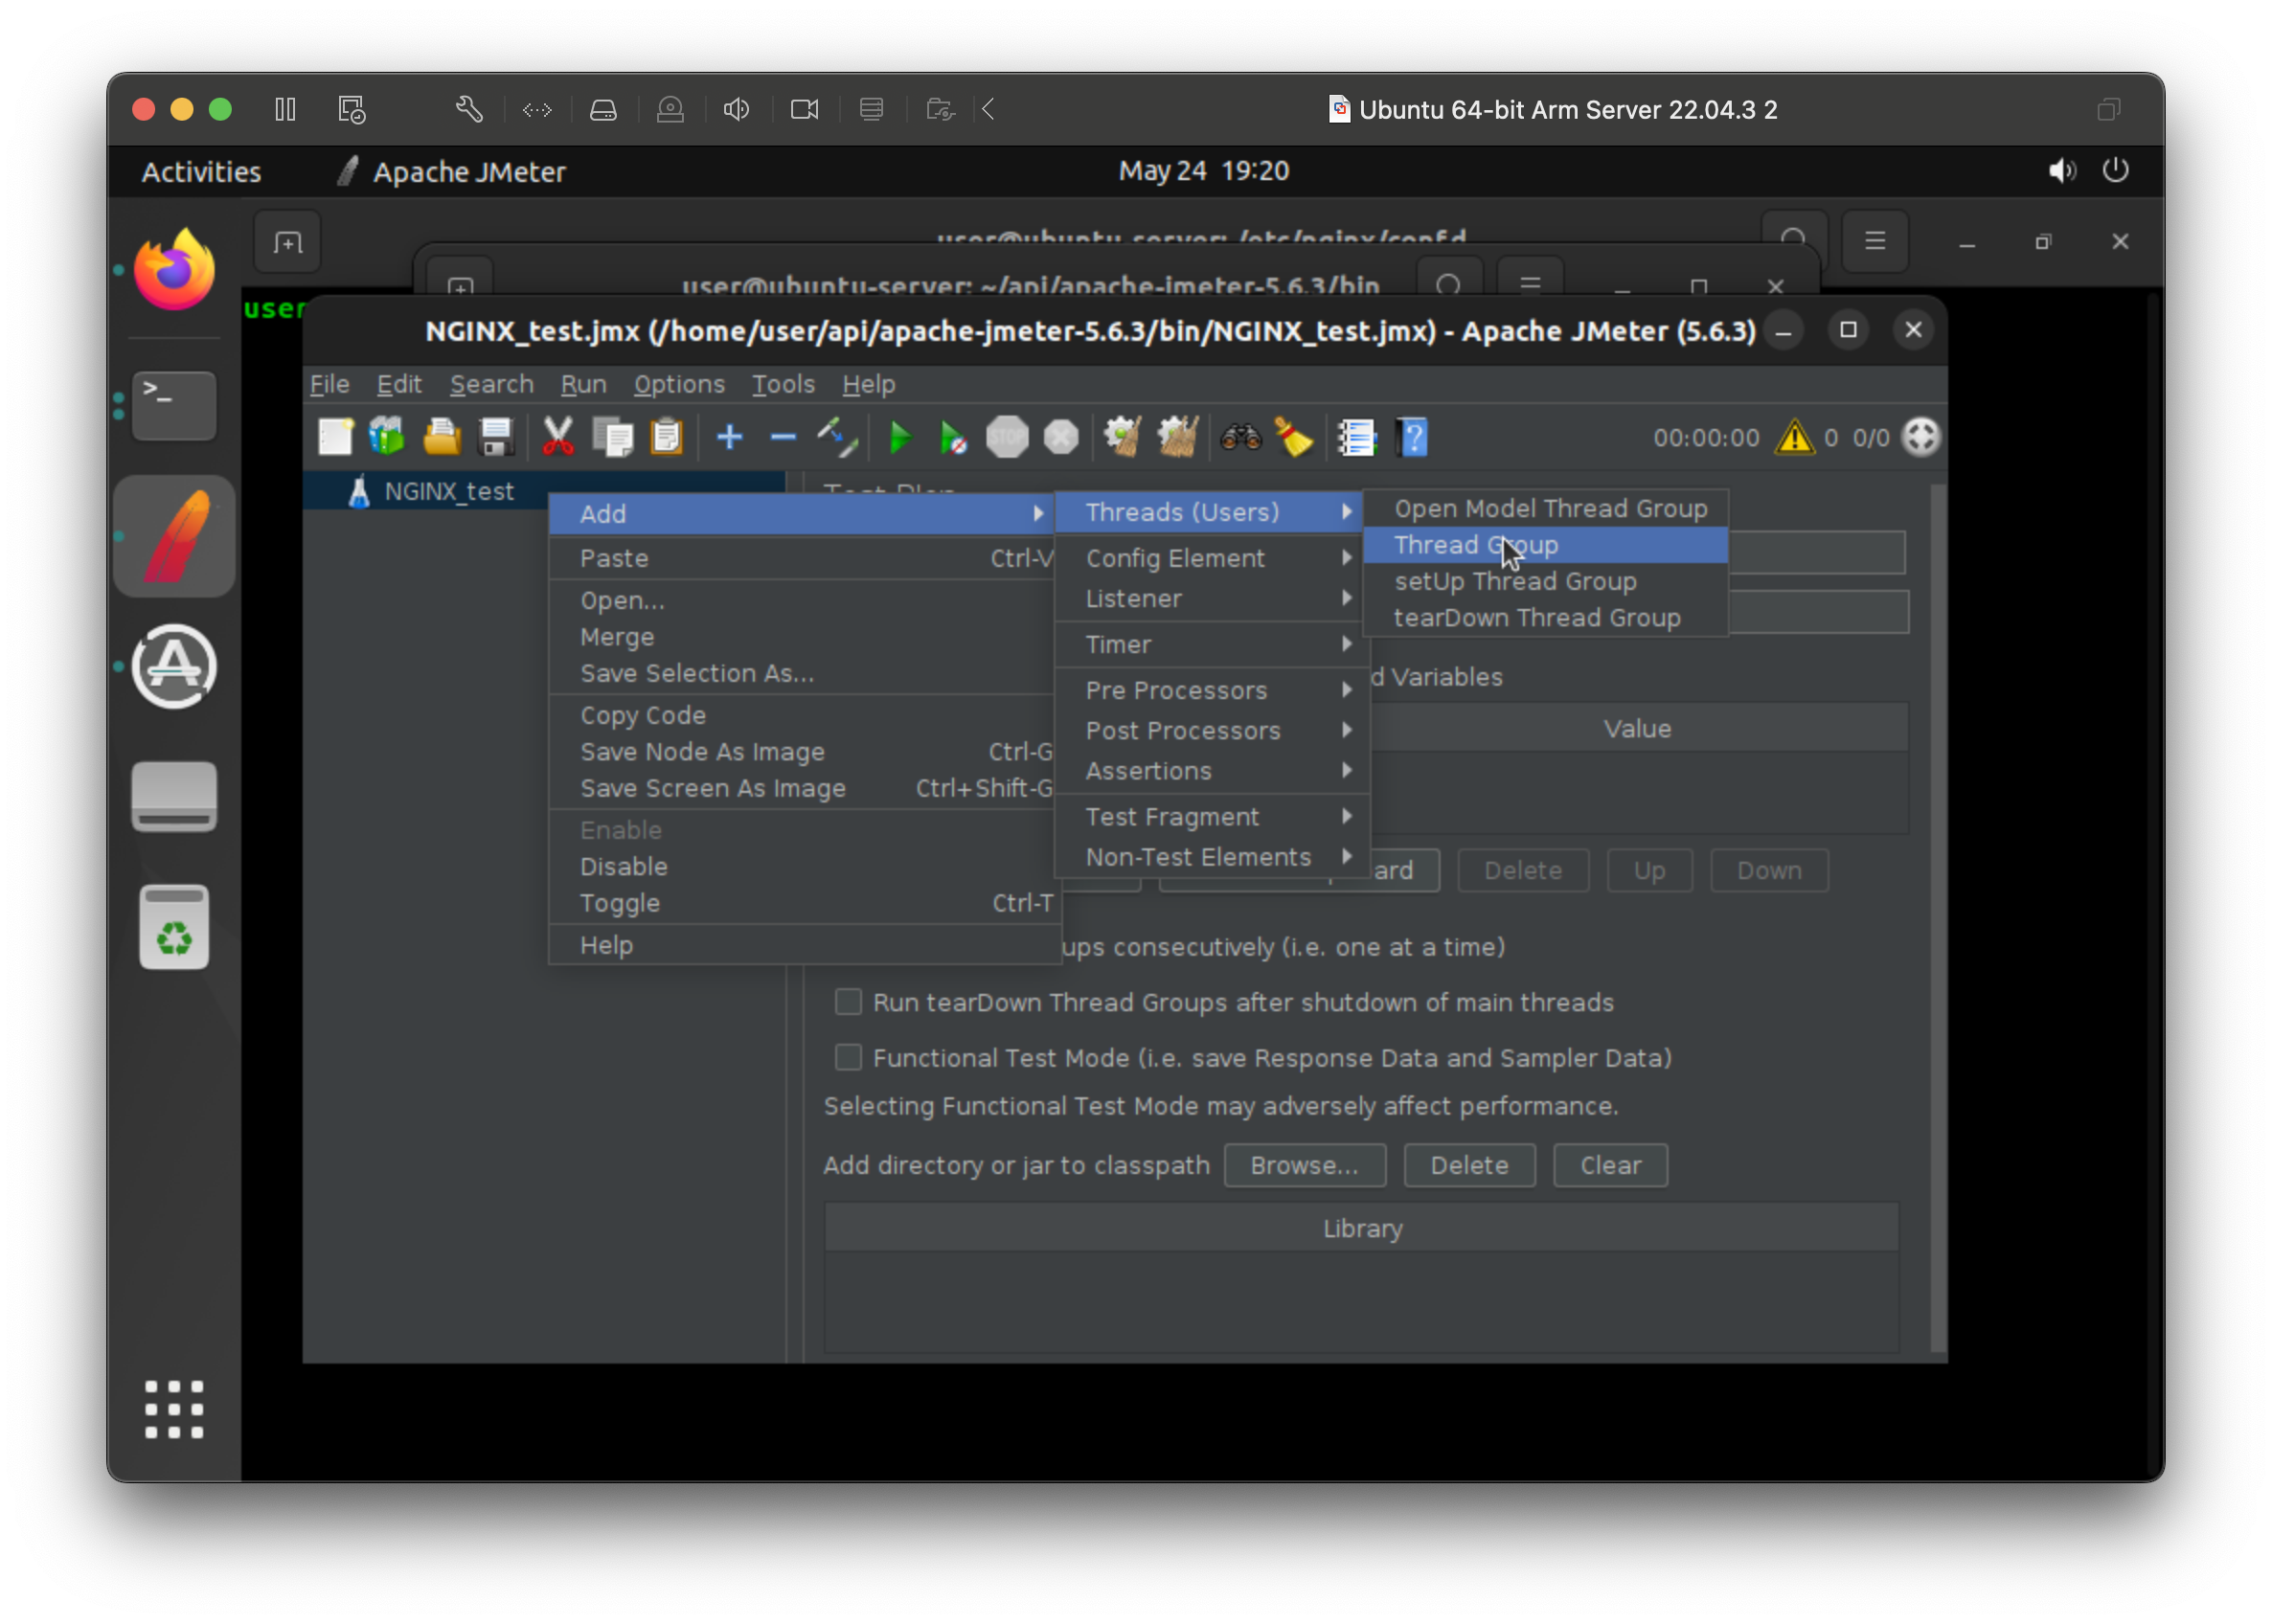 Ubuntu 64-bit Arm Server 22.04.3 2
Activities
Apache JMeter
May 24 19:20
user@ubuntu-server: /etc/nginx/conf.d
user@ubuntu-server: ~/api/apache-jmeter-5.6.3/bin
user
NGINX_test.jmx (/home/user/api/apache-jmeter-5.6.3/bin/NGINX_test.jmx) - Apache JMeter (5.6.3)
File Edit Search Run Options Tools Help
STOP
00:00:00 0 0/0
NGINX_test
Test Plan
Add
Paste Ctrl-V
Open...
Merge
Save Selection As...
Copy Code
Save Node As Image Ctrl-G
Save Screen As Image Ctrl+Shift-G
Enable
Disable
Toggle Ctrl-T
Help
Threads (Users)
Config Element
Listener
Timer
Pre Processors
Post Processors
Assertions
Test Fragment
Non-Test Elements
Open Model Thread Group
Thread Group
setUp Thread Group
tearDown Thread Group
d Variables
Value
ard
Delete
Up
Down
ups consecutively (i.e. one at a time)
Run tearDown Thread Groups after shutdown of main threads
Functional Test Mode (i.e. save Response Data and Sampler Data)
Selecting Functional Test Mode may adversely affect performance.
Add directory or jar to classpath
Browse...
Delete
Clear
Library